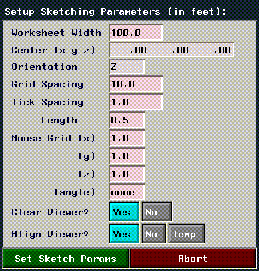 Setup Sketching Parameters (in feet):
Worksheet Width 100.0
Center (x y z) .00 .00 .00
Orientation Z
Grid Spacing 10.0
Tick Spacing 1.0
Length 0.5
Mouse Grid (x) 1.0
(y) 1.0
(z) 1.0
(angle) none
Clear Viewer? Yes No
Align Viewer? Yes No Temp
Set Sketch Params Abort